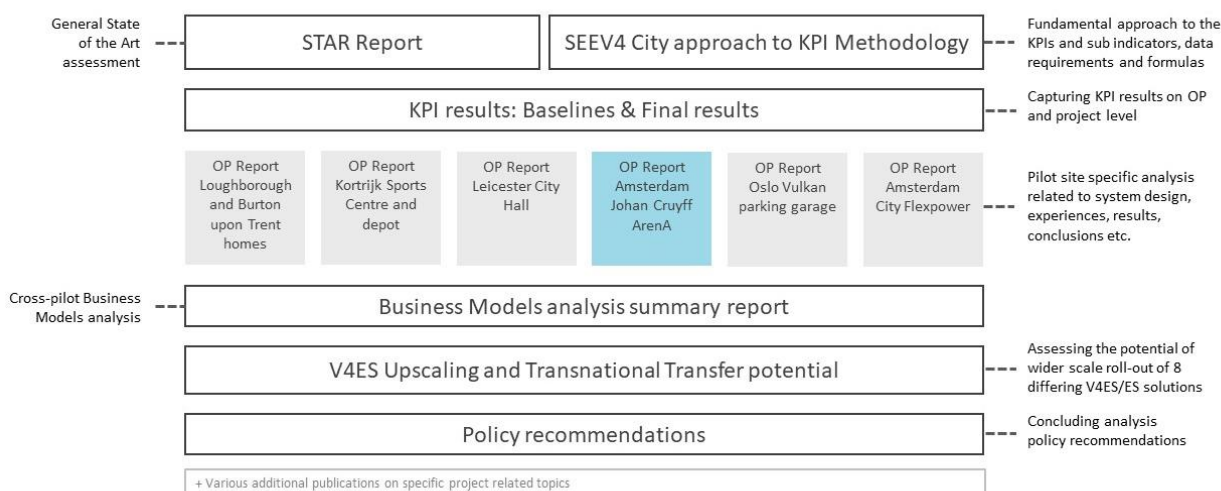 General State
of the Art
assessment
STAR Report
SEEV4 City approach to KPI Methodology
Fundamental approach to the
KPIs and sub indicators, data
requirements and formulas
KPI results: Baselines & Final results
Capturing KPI results on OP
and project level
OP Report
Loughborough
and Burton
upon Trent
homes
OP Report
Kortrijk Sports
Centre and
depot
OP Report
Leicester City
Hall
OP Report
Amsterdam
Johan Cruyff
ArenA
OP Report
Oslo Vulkan
parking garage
OP Report
Amsterdam
City Flexpower
Pilot site specific analysis
related to system design,
experiences, results,
conclusions etc.
Cross-pilot Business
Models analysis
Business Models analysis summary report
V4ES Upscaling and Transnational Transfer potential
Assessing the potential of
wider scale roll-out of 8
differing V4ES/ES solutions
Policy recommendations
Concluding analysis
policy recommendations
+ Various additional publications on specific project related topics